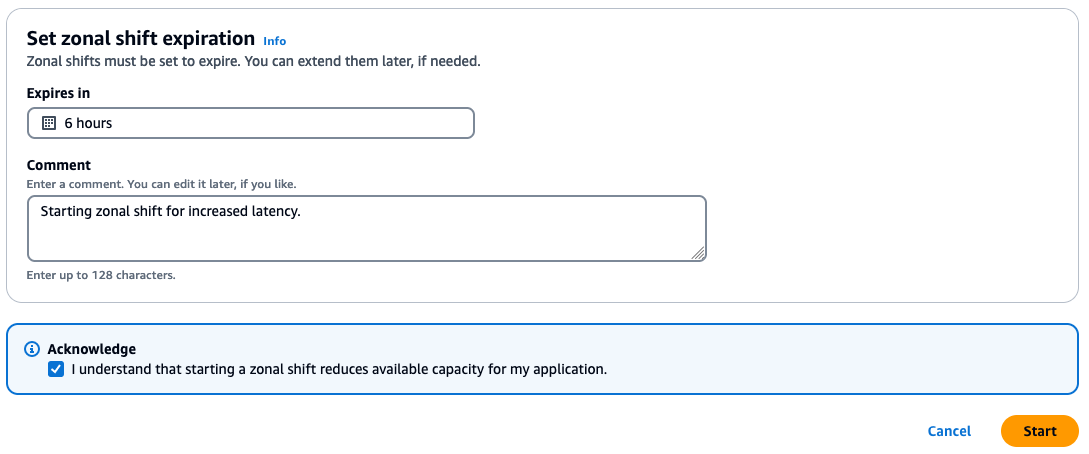 Set zonal shift expiration Info
Zonal shifts must be set to expire. You can extend them later, if needed.
Expires in
6 hours
Comment
Enter a comment. You can edit it later, if you like.
Starting zonal shift for increased latency.
Enter up to 128 characters.
Acknowledge
I understand that starting a zonal shift reduces available capacity for my application.
Cancel Start